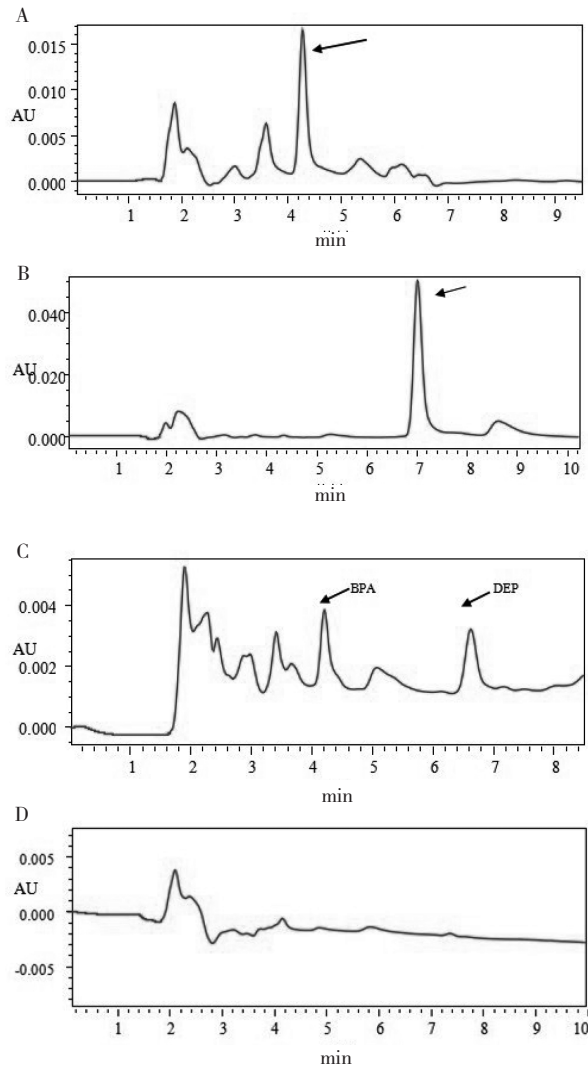 A
0.015
0.010
AU
0.005
0.000
1 2 3 4 5 6 7 8 9
min
B
0.040
AU
0.020
0.000
1 2 3 4 5 6 7 8 9 10
min
C
BPA DEP
0.004
AU
0.002
0.000
1 2 3 4 5 6 7 8
min
D
0.005
AU
0.000
-0.005
1 2 3 4 5 6 7 8 9 10
min